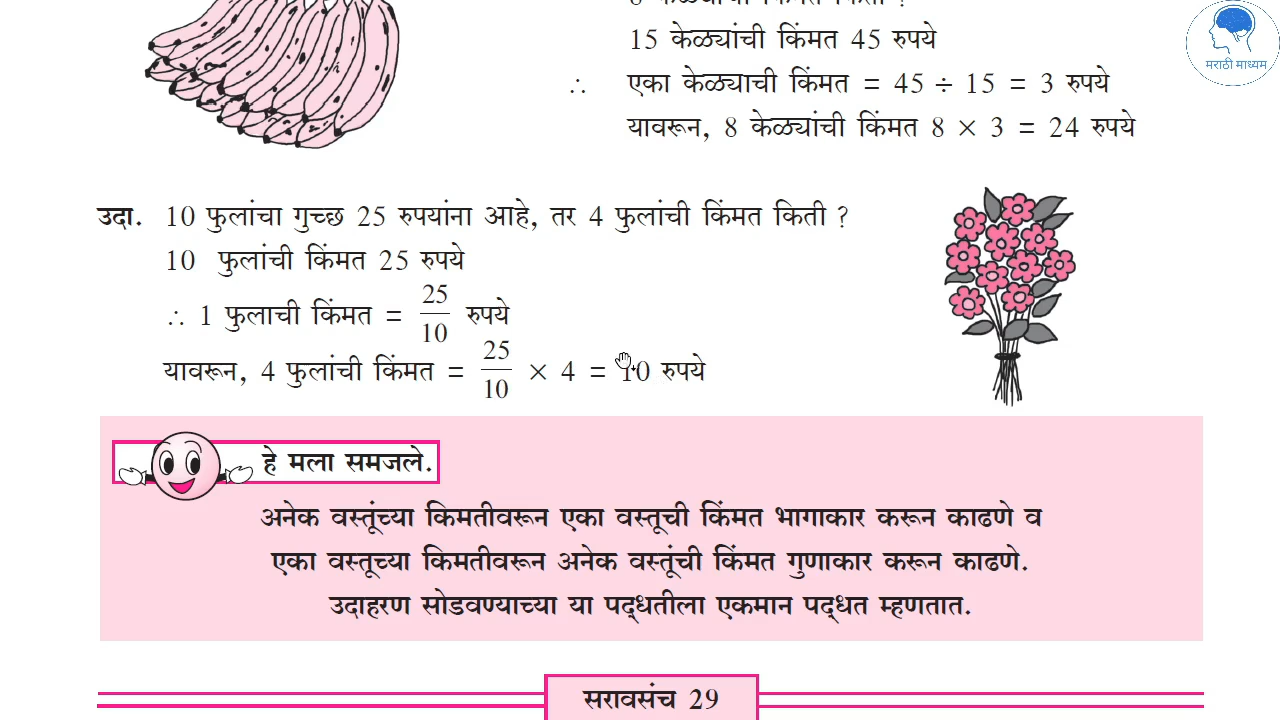 8 केळ्यांची किंमत किती ?
15 केळ्यांची किंमत 45 रुपये
∴ एका केळ्याची किंमत = 45 ÷ 15 = 3 रुपये
यावरून, 8 केळ्यांची किंमत 8 × 3 = 24 रुपये
मराठी माध्यम
उदा. 10 फुलांचा गुच्छ 25 रुपयांना आहे, तर 4 फुलांची किंमत किती ?
10 फुलांची किंमत 25 रुपये
∴ 1 फुलाची किंमत = 25/10 रुपये
यावरून, 4 फुलांची किंमत = 25/10 × 4 = 10 रुपये
हे मला समजले.
अनेक वस्तूंच्या किमतीवरून एका वस्तूची किंमत भागाकार करून काढणे व
एका वस्तूच्या किमतीवरून अनेक वस्तूंची किंमत गुणाकार करून काढणे.
उदाहरण सोडवण्याच्या या पद्धतीला एकमान पद्धत म्हणतात.
सरावसंच 29